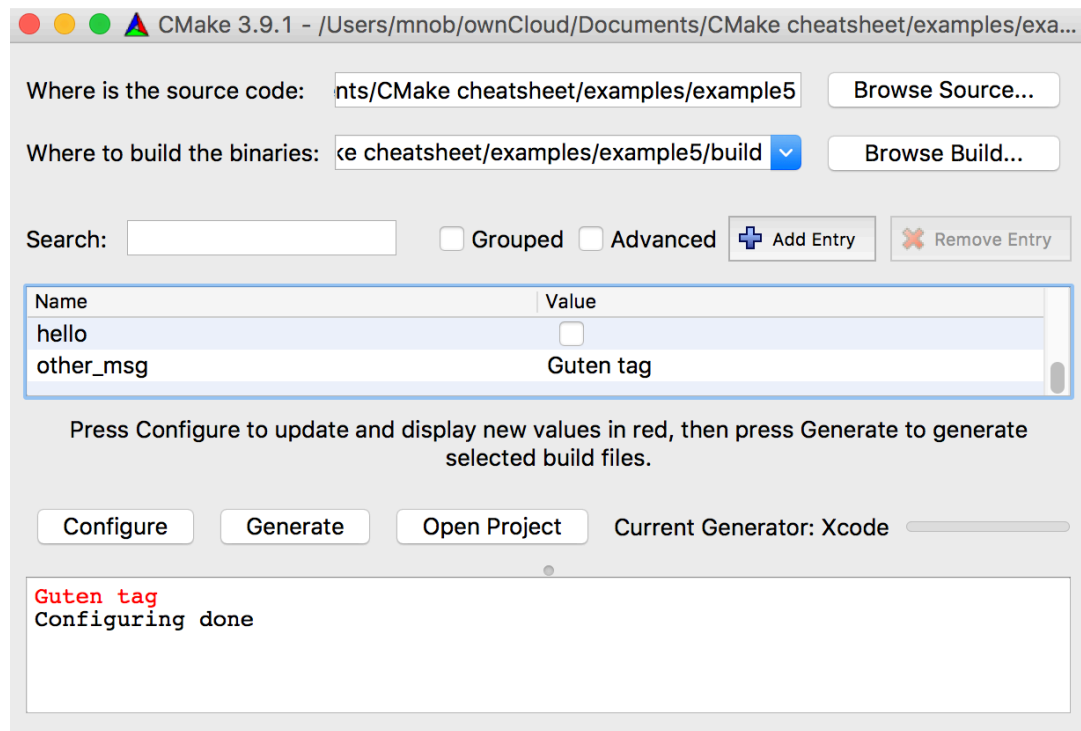 CMake 3.9.1 - /Users/mnob/ownCloud/Documents/CMake cheatsheet/examples/exa...
Where is the source code: nts/CMake cheatsheet/examples/example5 Browse Source...
Where to build the binaries: ke cheatsheet/examples/example5/build Browse Build...
Search: Grouped Advanced Add Entry Remove Entry
Name Value
hello
other_msg Guten tag
Press Configure to update and display new values in red, then press Generate to generate
selected build files.
Configure Generate Open Project Current Generator: Xcode
Guten tag
Configuring done